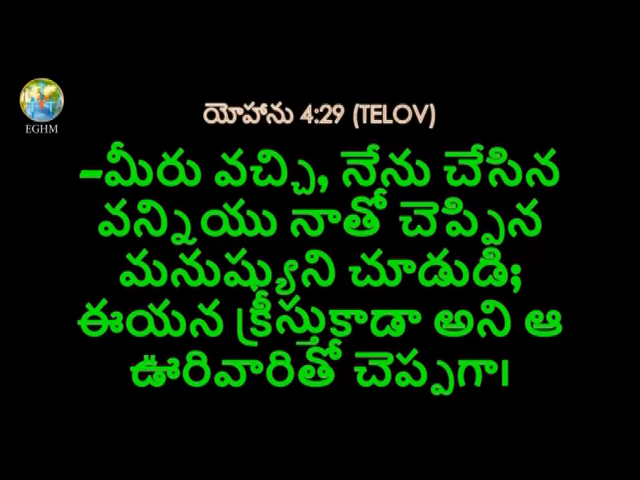 EGHM
యోహాను 4:29 (TELOV)
-మీరు వచ్చి, నేను చేసిన
వన్నియు నాతో చెప్పిన
మనుష్యుని చూడుడి;
ఈయన క్రీస్తుకాడా అని ఆ
ఊరివారితో చెప్పగా।